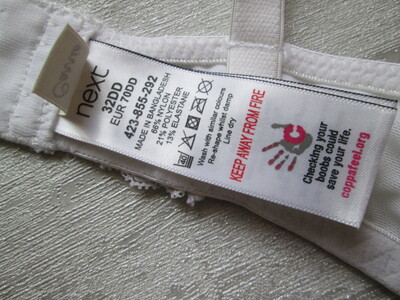 next
32DD
EUR 70DD
423-855-292
MADE IN BANGLADESH
66% NYLON
21% POLYESTER
13% ELASTANE
40
Wash with similar colours
Re-shape whilst damp
Line dry
KEEP AWAY FROM FIRE
Checking your
boobs could
save your life.
coppafeel.org